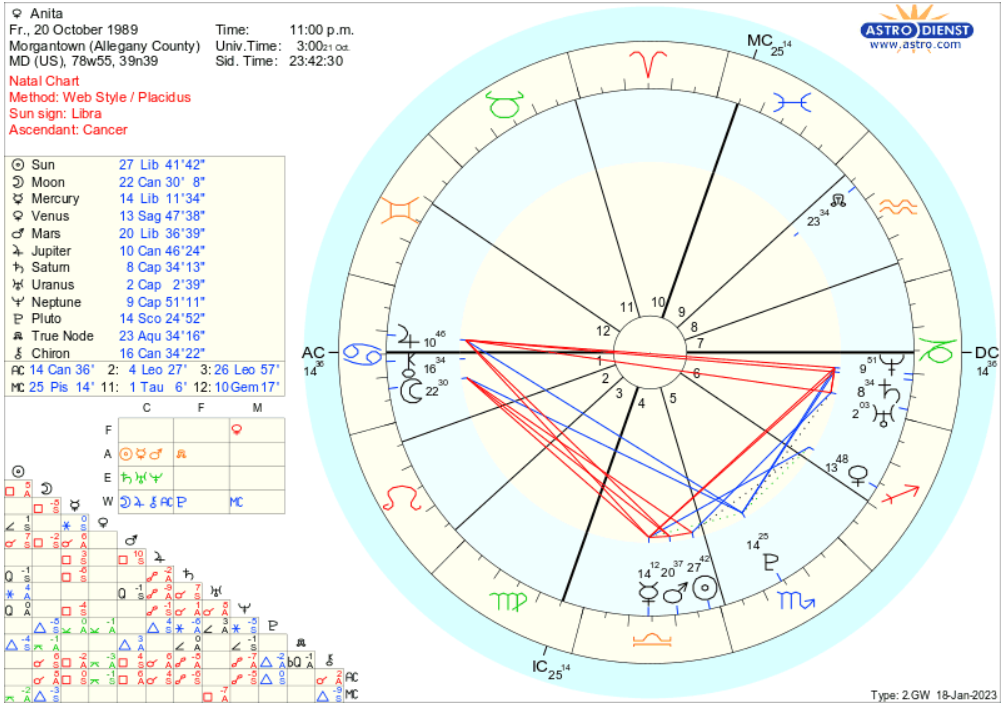 ♀ Anita
Fr., 20 October 1989 Time: 11:00 p.m.
Morgantown (Allegany County) Univ.Time: 3:00 21 Oct.
MD (US), 78w55, 39n39 Sid. Time: 23:42:30
Natal Chart
Method: Web Style / Placidus
Sun sign: Libra
Ascendant: Cancer
ASTRO DIENST
www.astro.com
☉ Sun 27 Lib 41'42"
☽ Moon 22 Can 30' 8"
☿ Mercury 14 Lib 11'34"
♀ Venus 13 Sag 47'38"
♂ Mars 20 Lib 36'39"
♃ Jupiter 10 Can 46'24"
♄ Saturn 8 Cap 34'13"
♅ Uranus 2 Cap 2'39"
♆ Neptune 9 Cap 51'11"
♇ Pluto 14 Sco 24'52"
☊ True Node 23 Aqu 34'16"
⚷ Chiron 16 Can 34'22"
AC 14 Can 36' 2: 4 Leo 27' 3: 26 Leo 57'
MC 25 Pis 14' 11: 1 Tau 6' 12: 10 Gem 17'
C F M
F ♀
A ☉ ☿ ♂ ☊
E ♄ ♅ ♆
W ☽ ♃ ⚷ AC ♇ MC
MC 25 14
23 34
AC 14 36
DC 14 36
10 46
16 34
22 30
9 51
8 34
2 03
13 48
14 25
14 12
20 37
27 42
IC 25 14
1
2
3
4
5
6
7
8
9
10
11
12
AC
MC
Type: 2.GW 18-Jan-2023